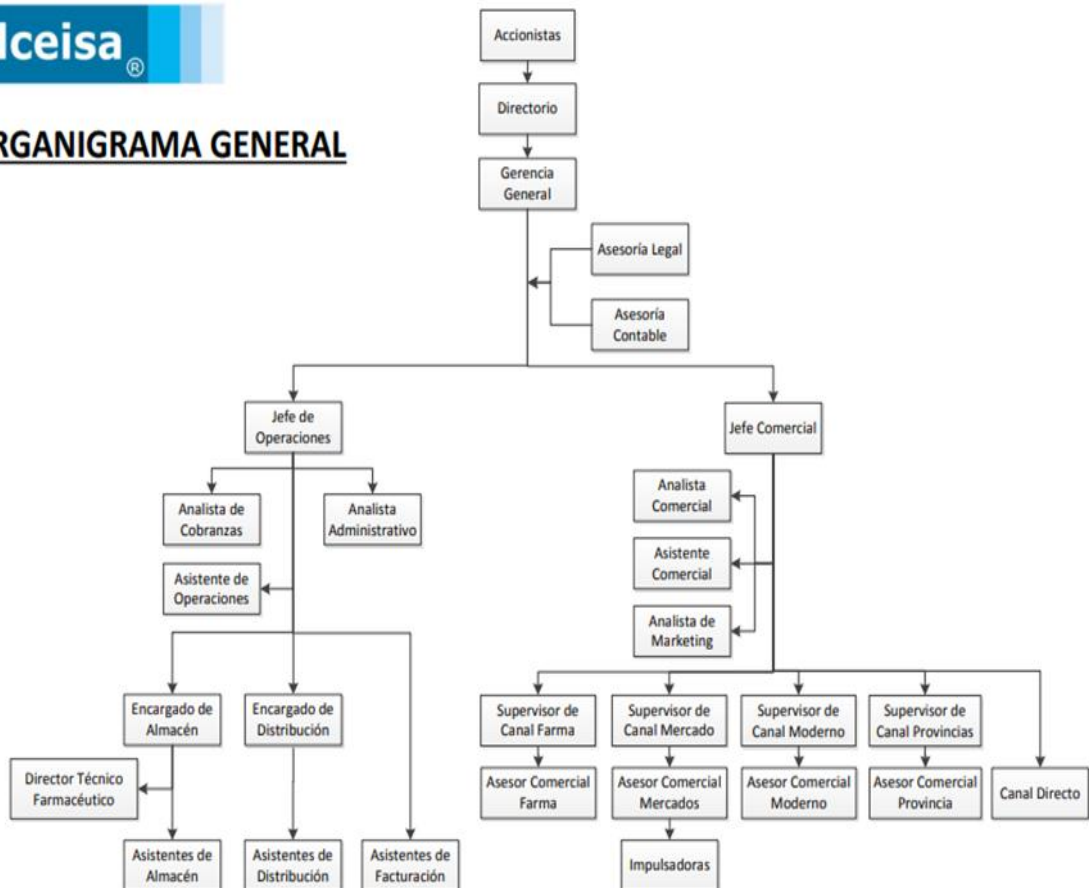 lceisa®
RGANIGRAMA GENERAL
Accionistas
Directorio
Gerencia
General
Asesoría Legal
Asesoría
Contable
Jefe de
Operaciones
Jefe Comercial
Analista de
Cobranzas
Analista
Administrativo
Asistente de
Operaciones
Analista
Comercial
Asistente
Comercial
Analista de
Marketing
Encargado de
Almacén
Encargado de
Distribución
Supervisor de
Canal Farma
Supervisor de
Canal Mercado
Supervisor de
Canal Moderno
Supervisor de
Canal Provincias
Director Técnico
Farmacéutico
Asesor Comercial
Farma
Asesor Comercial
Mercados
Asesor Comercial
Moderno
Asesor Comercial
Provincia
Canal Directo
Asistentes de
Almacén
Asistentes de
Distribución
Asistentes de
Facturación
Impulsadoras